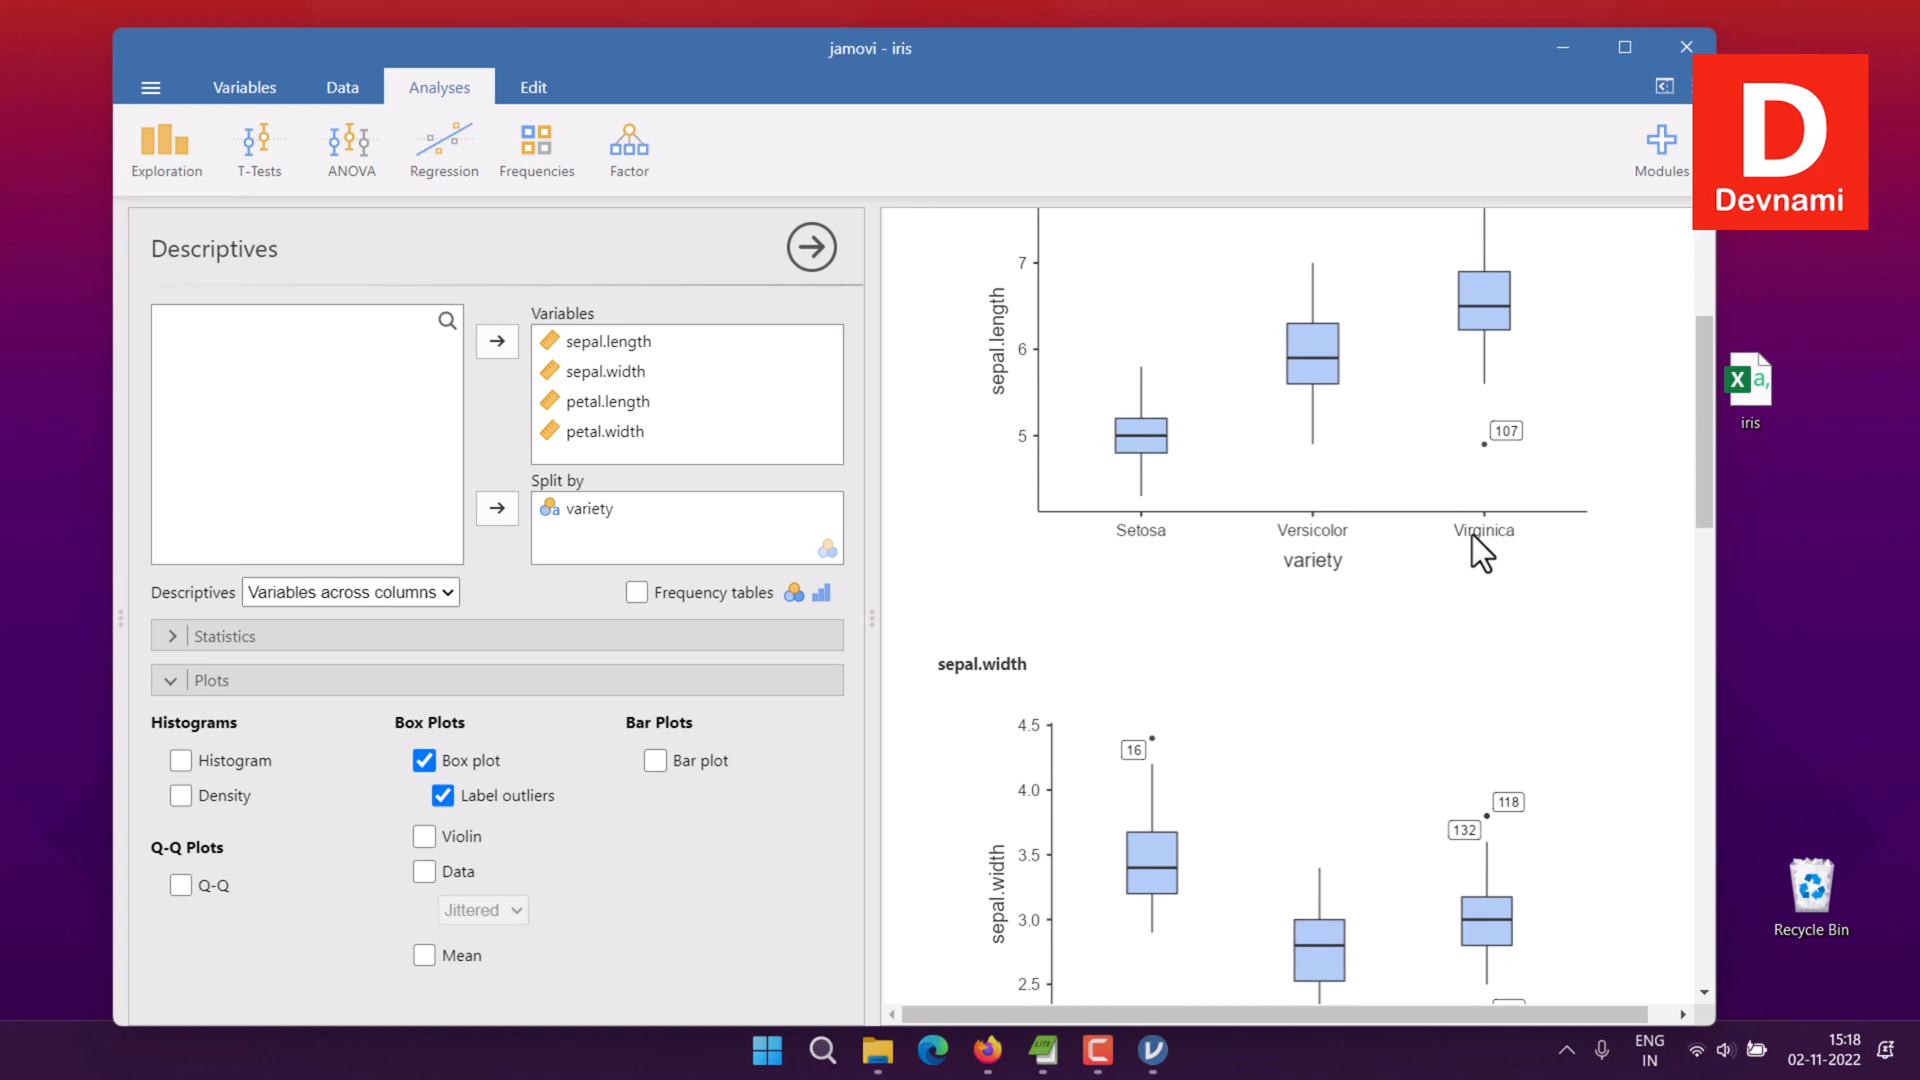 jamovi - iris
Variables
Data
Analyses
Edit
Exploration
T-Tests
ANOVA
Regression
Frequencies
Factor
Modules
D
Devnami
Descriptives
Variables
sepal.length
sepal.width
petal.length
petal.width
Split by
variety
Descriptives
Variables across columns
Frequency tables
Statistics
Plots
Histograms
Histogram
Density
Q-Q Plots
Q-Q
Box Plots
Box plot
Label outliers
Violin
Data
Jittered
Mean
Bar Plots
Bar plot
7
6
5
sepal.length
107
Setosa
Versicolor
Virginica
variety
sepal.width
4.5
4.0
3.5
3.0
2.5
sepal.width
16
118
132
iris
Recycle Bin
LITE
ENG
IN
15:18
02-11-2022